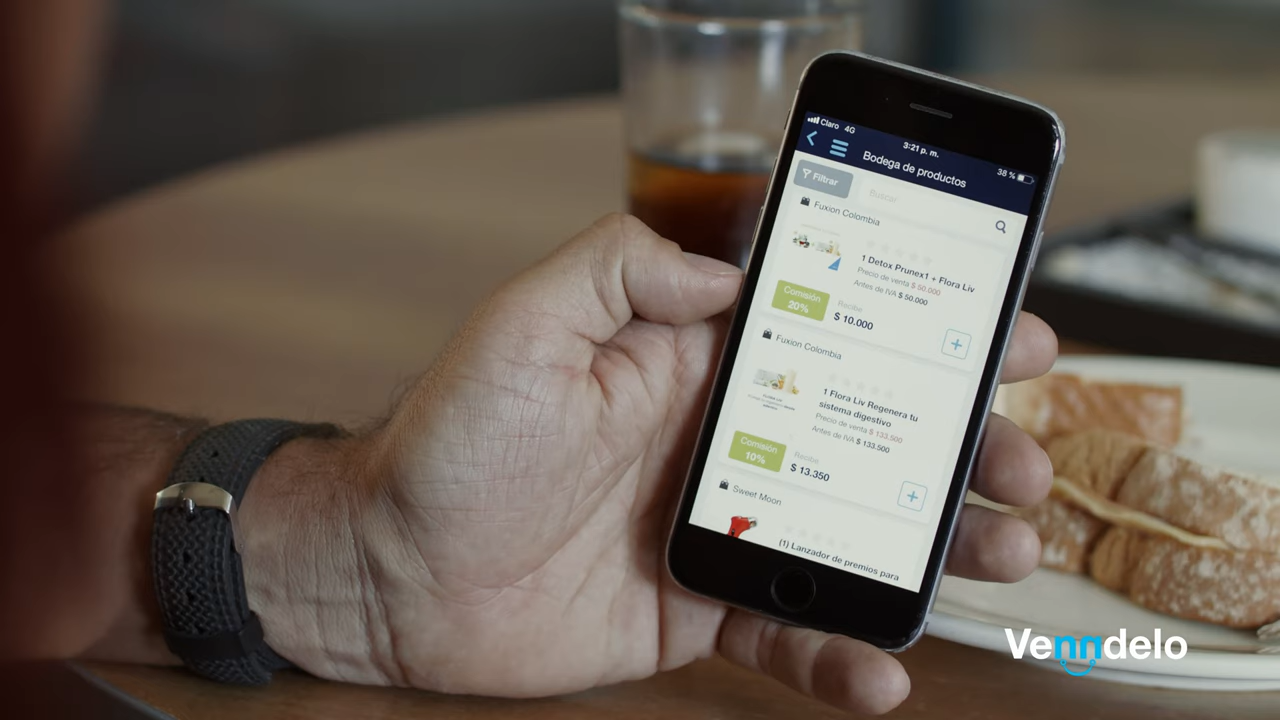 Claro 4G
3:21 p. m.
38 %
Bodega de productos
Filtrar
Buscar
Fuxion Colombia
1 Detox Prunex1 + Flora Liv
Precio de venta $ 50.000
Antes de IVA $ 50.000
Comisión
20%
Recibe
$ 10.000
+
Fuxion Colombia
1 Flora Liv Regenera tu
sistema digestivo
Precio de venta $ 133.500
Antes de IVA $ 133.500
Comisión
10%
Recibe
$ 13.350
+
Sweet Moon
(1) Lanzador de premios para
Venndelo